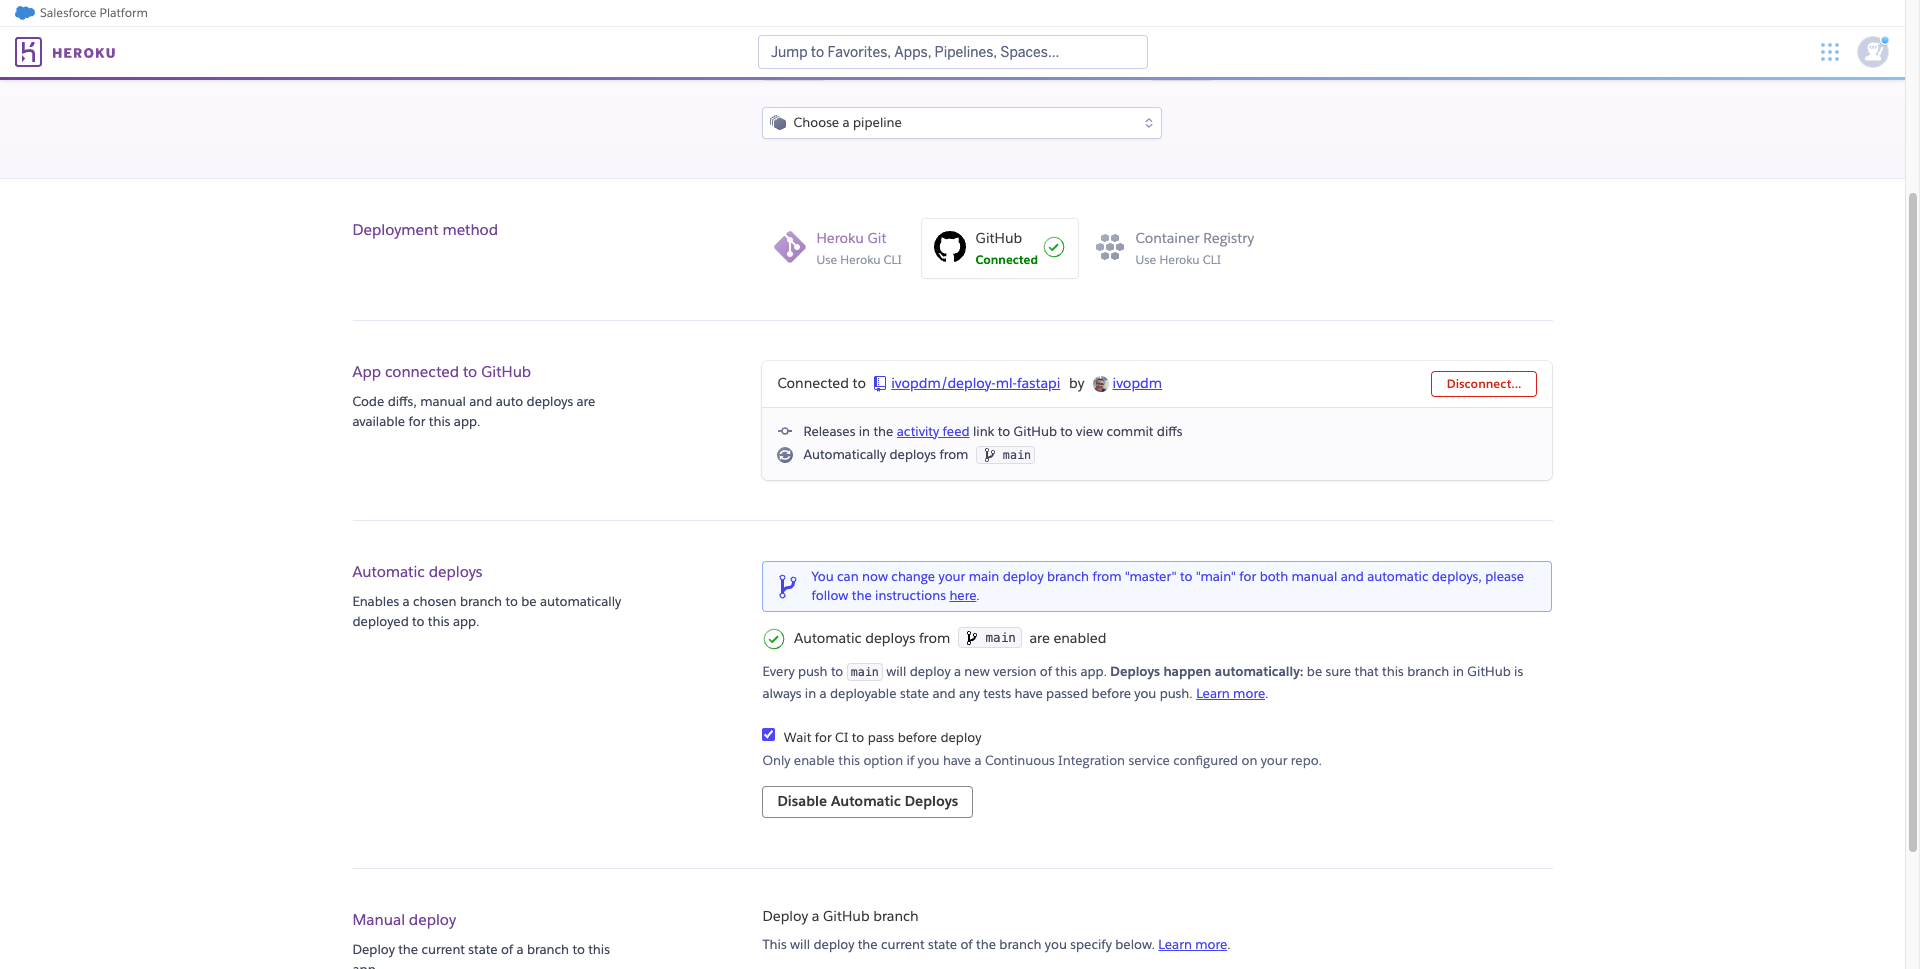 Salesforce Platform
HEROKU
Jump to Favorites, Apps, Pipelines, Spaces...
Choose a pipeline
Deployment method
Heroku Git
Use Heroku CLI
GitHub
Connected
Container Registry
Use Heroku CLI
App connected to GitHub
Code diffs, manual and auto deploys are
available for this app.
Connected to ivopdm/deploy-ml-fastapi by ivopdm
Disconnect...
Releases in the activity feed link to GitHub to view commit diffs
Automatically deploys from main
Automatic deploys
Enables a chosen branch to be automatically
deployed to this app.
You can now change your main deploy branch from "master" to "main" for both manual and automatic deploys, please
follow the instructions here.
Automatic deploys from main are enabled
Every push to main will deploy a new version of this app. Deploys happen automatically: be sure that this branch in GitHub is
always in a deployable state and any tests have passed before you push. Learn more.
Wait for CI to pass before deploy
Only enable this option if you have a Continuous Integration service configured on your repo.
Disable Automatic Deploys
Manual deploy
Deploy the current state of a branch to this
Deploy a GitHub branch
This will deploy the current state of the branch you specify below. Learn more.